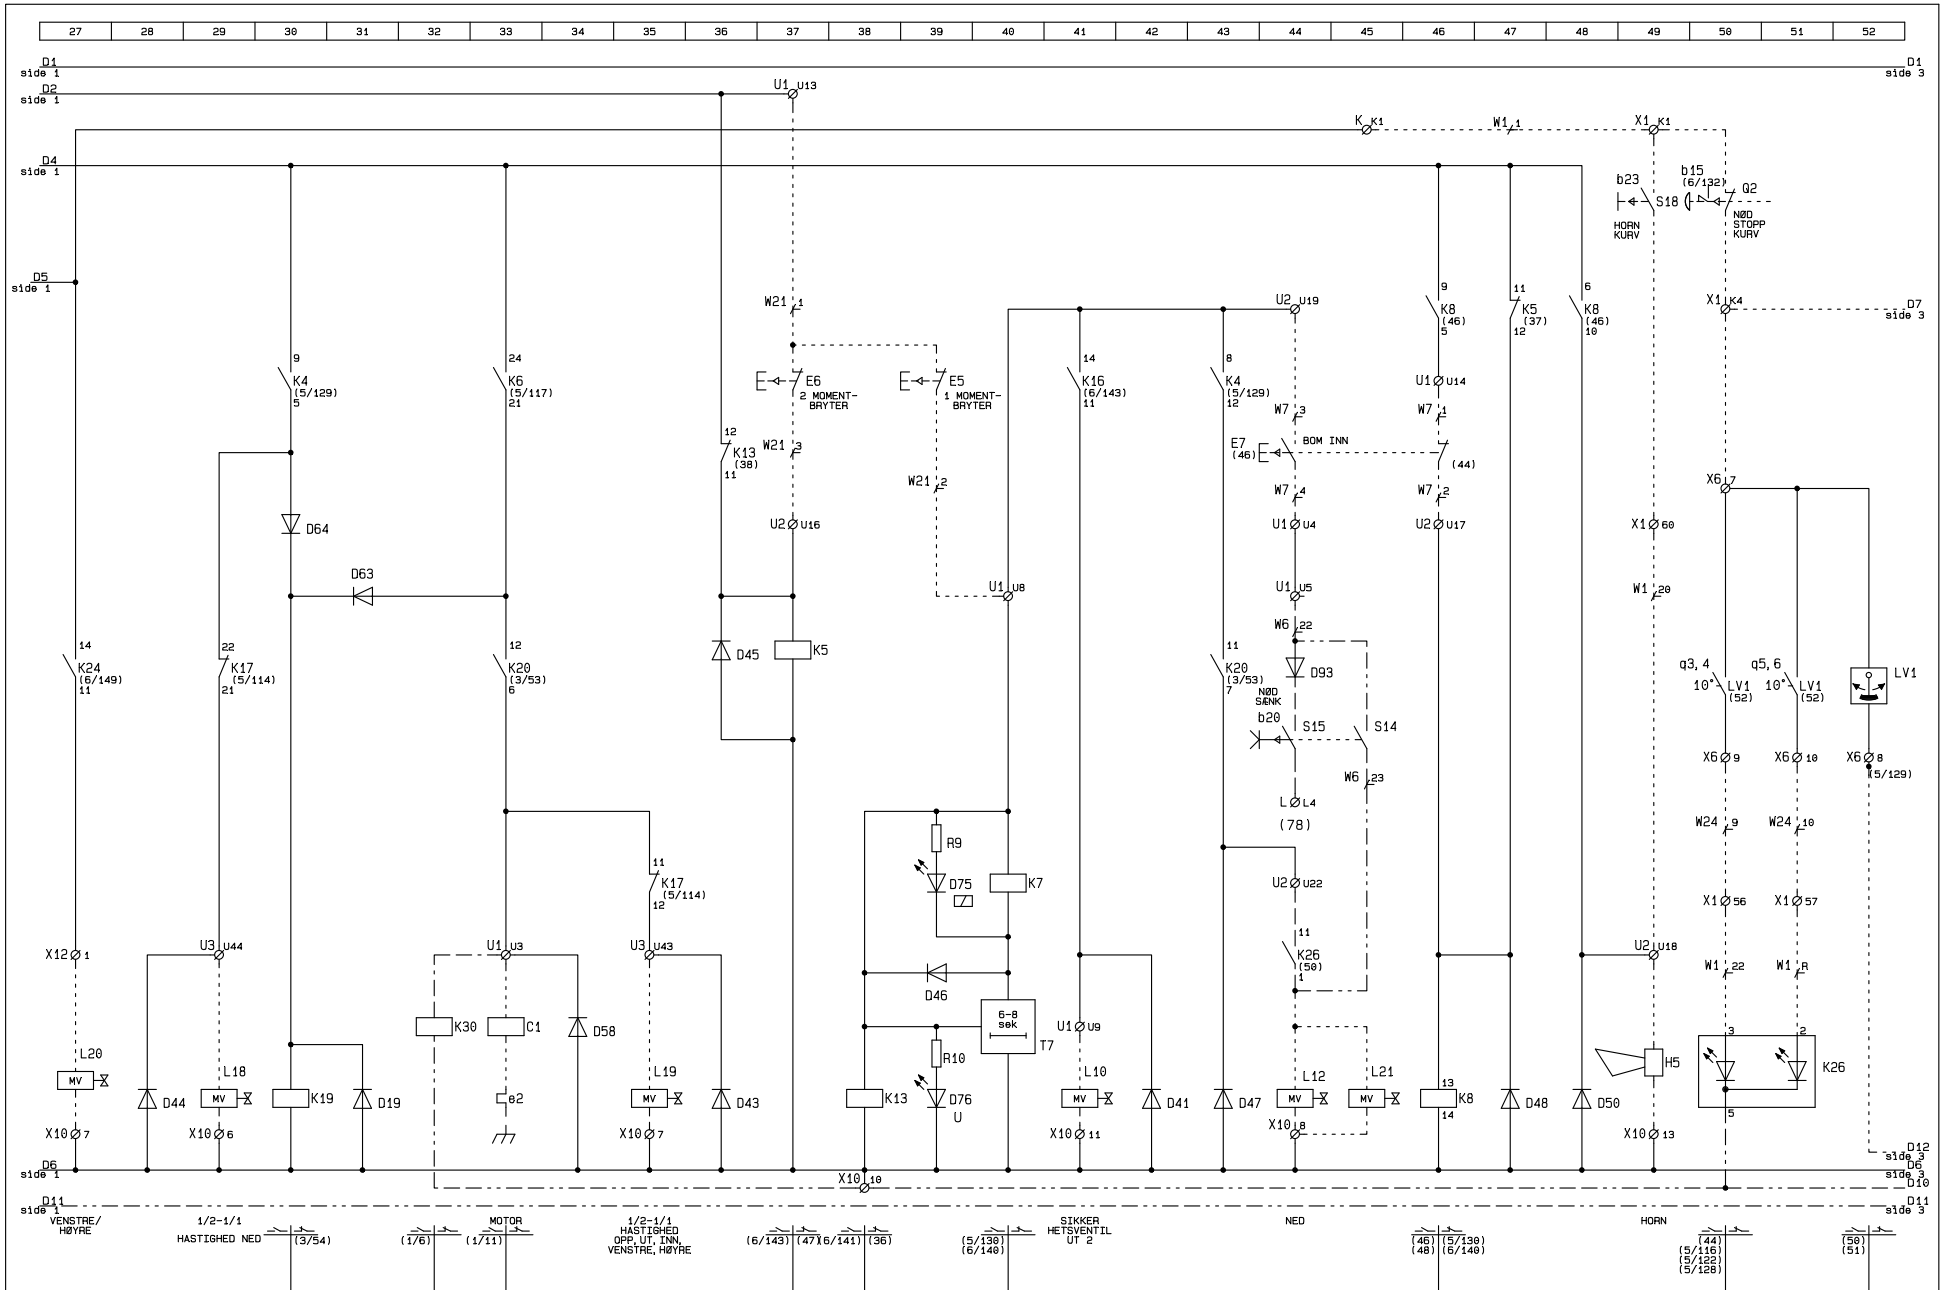 27 28 29 30 31 32 33 34 35 36 37 38 39 40 41 42 43 44 45 46 47 48 49 50 51 52
D1
side 1
D1
side 3
D2
side 1
U1 U13
K K1
W1 1
X1 K1
D4
side 1
b23
S18
HORN
KURV
b15
(6/132)
Q2
NØD
STOPP
KURV
D5
side 1
W21 1
U2 U19
9
K8
(46)
5
11
K5
(37)
12
6
K8
(46)
10
X1 K4
D7
side 3
9
K4
(5/129)
5
24
K6
(5/117)
21
E6
2 MOMENT-
BRYTER
E5
1 MOMENT-
BRYTER
14
K16
(6/143)
11
8
K4
(5/129)
12
U1 U14
W7 3
W7 1
12
K13
(38)
11
W21 3
E7
(46)
BOM INN
(44)
W21 2
W7 4
W7 2
X6 7
D64
U2 U16
U1 U4
U2 U17
X1 60
D63
U1 U8
U1 U5
W1 20
W6 22
14
K24
(6/149)
11
22
K17
(5/114)
21
12
K20
(3/53)
6
D45
K5
11
K20
(3/53)
7
D93
q3,4
10° LV1
(52)
q5,6
10° LV1
(52)
LV1
NØD
SÆNK
b20
S15
S14
W6 23
X6 9
X6 10
X6 8
(5/129)
L L4
(78)
R9
W24 9
W24 10
11
K17
(5/114)
12
D75
K7
U2 U22
X1 56
X1 57
X12 1
U3 U44
U1 U3
U3 U43
11
K26
(50)
1
U2 U18
D46
W1 22
W1 R
K30
C1
D58
6-8
sek
T7
U1 U9
3
2
L20
MV
R10
H5
K26
D44
L18
MV
K19
D19
e2
L19
MV
D43
K13
D76
U
L10
MV
D41
D47
L12
MV
L21
MV
13
K8
14
D48
D50
5
X10 7
X10 6
X10 7
X10 11
X10 8
X10 13
D12
side 3
D6
side 1
D6
side 3
X10 10
D10
D11
side 1
D11
side 3
VENSTRE/
HØYRE
1/2-1/1
HASTIGHED NED
(3/54)
(1/6)
MOTOR
(1/11)
1/2-1/1
HASTIGHED
OPP, UT, INN,
VENSTRE, HØYRE
(6/143) (47)
(6/141) (36)
(5/130)
(6/140)
SIKKER
HETSVENTIL
UT 2
NED
(46) (5/130)
(48) (6/140)
HORN
(44)
(5/116)
(5/122)
(5/128)
(50)
(51)